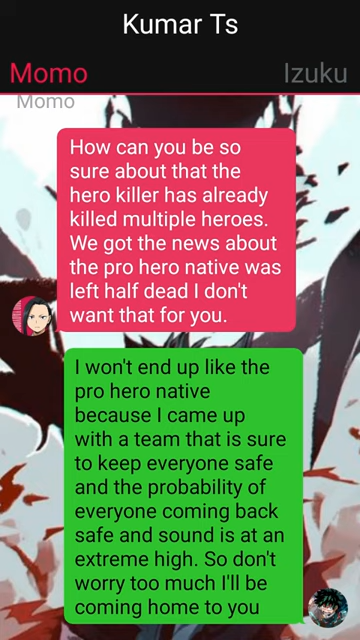 Kumar Ts
Momo
Izuku
Momo
How can you be so
sure about that the
hero killer has already
killed multiple heroes.
We got the news about
the pro hero native was
left half dead I don't
want that for you.
I won't end up like the
pro hero native
because I came up
with a team that is sure
to keep everyone safe
and the probability of
everyone coming back
safe and sound is at an
extreme high. So don't
worry too much I'll be
coming home to you